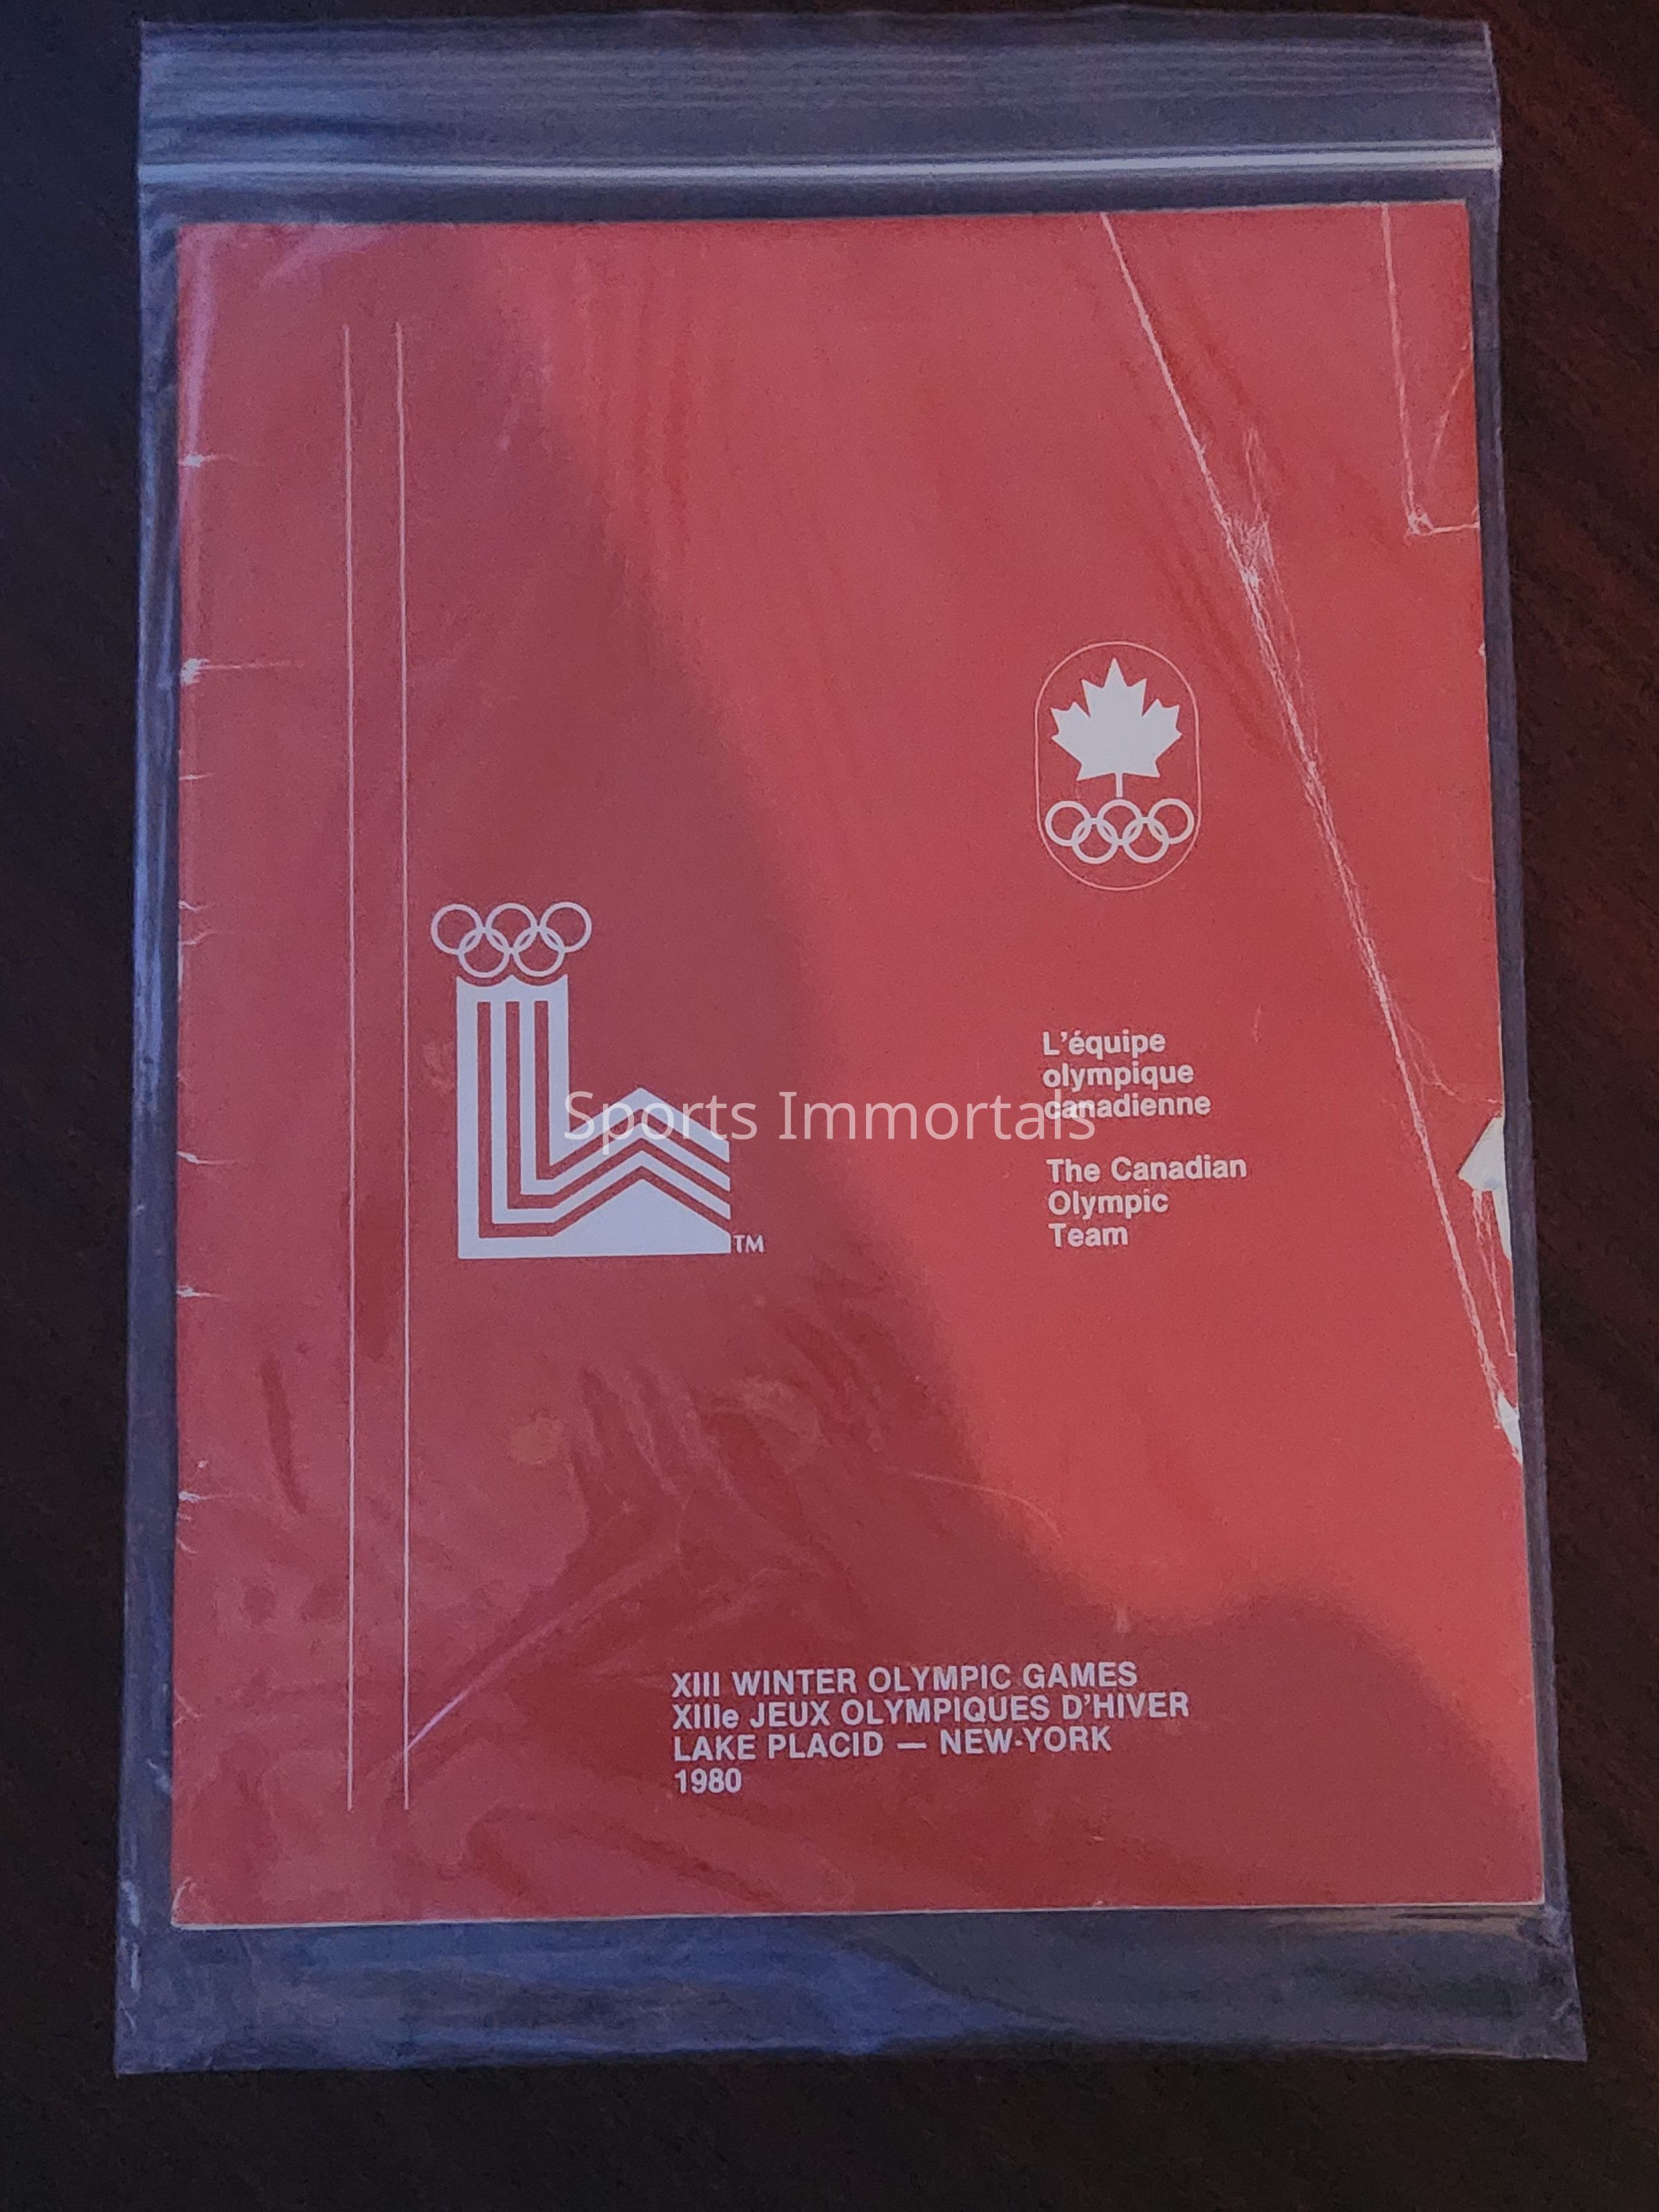 L'équipe
olympique
canadienne
The Canadian
Olympic
Team
TM
Sports Immortals
XIII WINTER OLYMPIC GAMES
XIIIe JEUX OLYMPIQUES D'HIVER
LAKE PLACID — NEW-YORK
1980